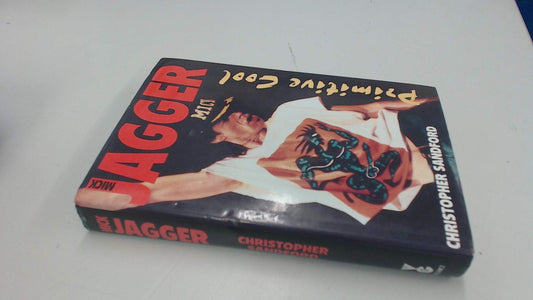 MICK
JAGGER
Primitive Cool
CHRISTOPHER SANDFORD
MICK
JAGGER
CHRISTOPHER
SANDFORD